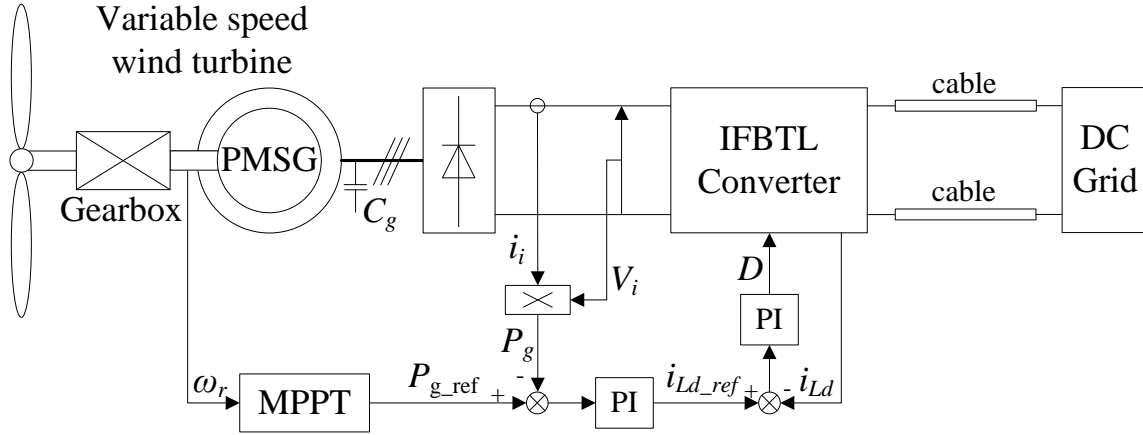 Variable speed
wind turbine
PMSG
Gearbox
C_g
IFBTL
Converter
cable
cable
DC
Grid
i_i
V_i
D
PI
P_g
ω_r
MPPT
P_g_ref
+
-
PI
i_Ld_ref
+
-
i_Ld